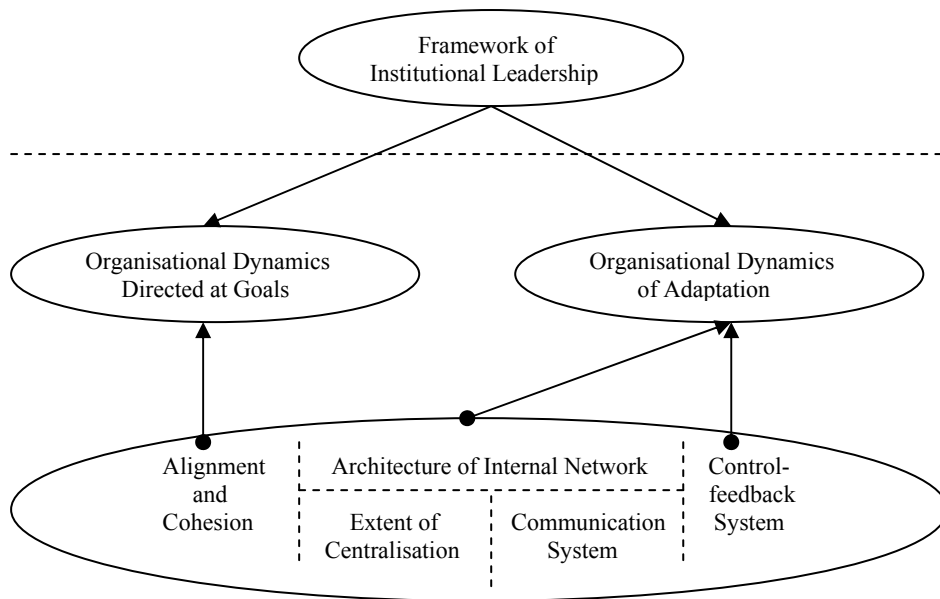 Framework of
Institutional Leadership
Organisational Dynamics
Directed at Goals
Organisational Dynamics
of Adaptation
Alignment
and
Cohesion
Architecture of Internal Network
Extent of
Centralisation
Communication
System
Control-
feedback
System